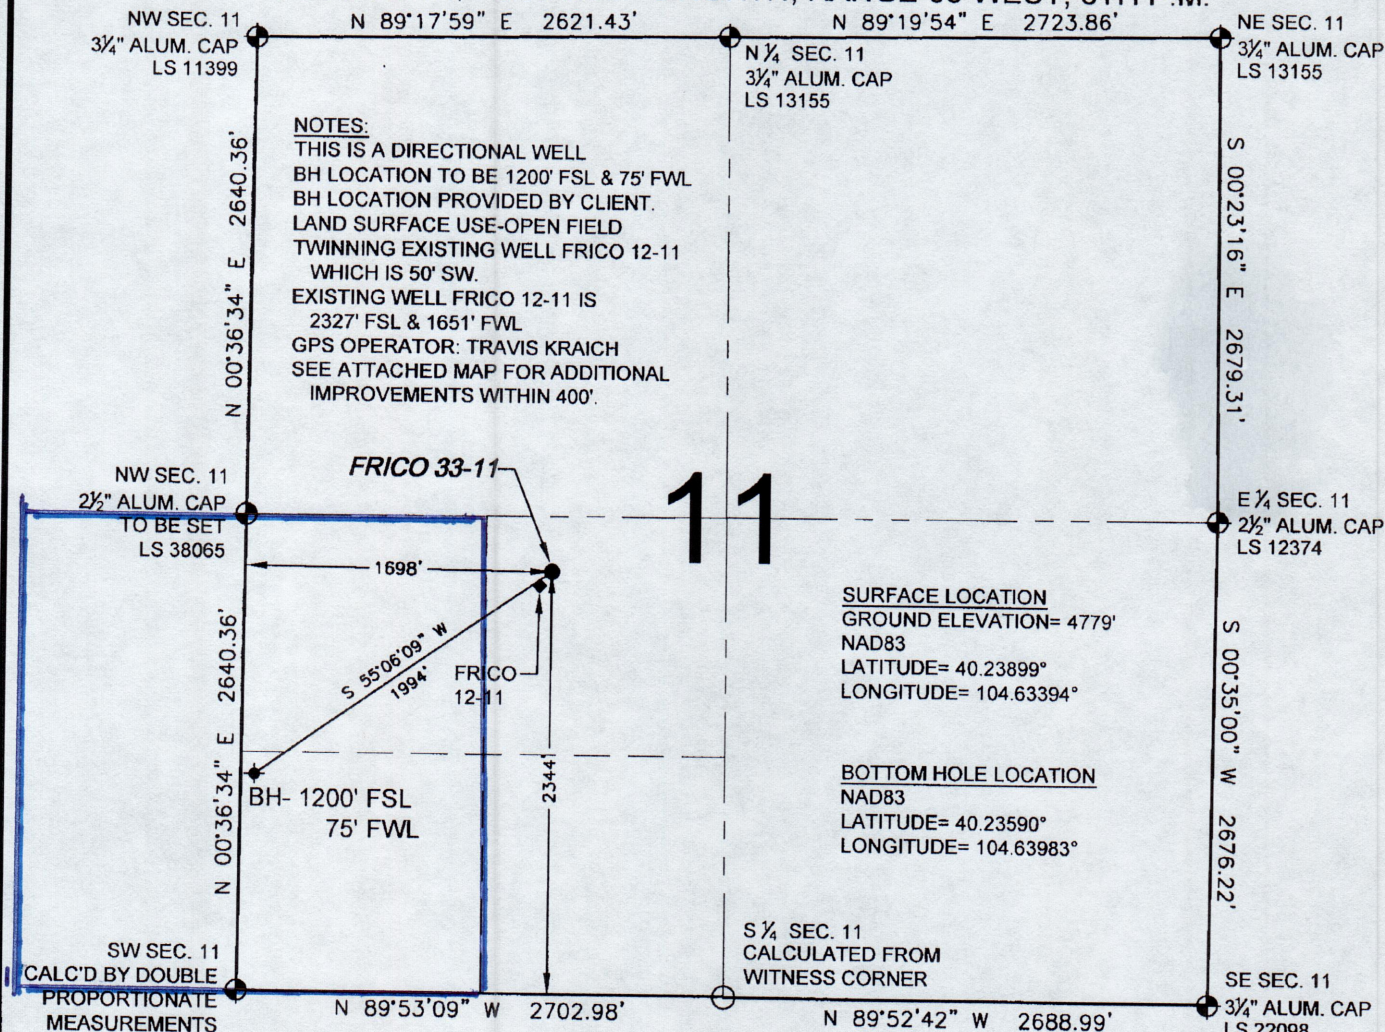 RANGE 65 WEST, 6TH P.M.
NW SEC. 11
3¼" ALUM. CAP
LS 11399
N 89°17'59" E 2621.43'
N 89°19'54" E 2723.86'
NE SEC. 11
3¼" ALUM. CAP
LS 13155
N ¼ SEC. 11
3¼" ALUM. CAP
LS 13155
NOTES:
THIS IS A DIRECTIONAL WELL
BH LOCATION TO BE 1200' FSL & 75' FWL
BH LOCATION PROVIDED BY CLIENT.
LAND SURFACE USE-OPEN FIELD
TWINNING EXISTING WELL FRICO 12-11
WHICH IS 50' SW.
EXISTING WELL FRICO 12-11 IS
2327' FSL & 1651' FWL
GPS OPERATOR: TRAVIS KRAICH
SEE ATTACHED MAP FOR ADDITIONAL
IMPROVEMENTS WITHIN 400'.
N 00°36'34" E 2640.36'
S 00°23'16" E 2679.31'
FRICO 33-11
11
NW SEC. 11
2½" ALUM. CAP
TO BE SET
LS 38065
E ¼ SEC. 11
2½" ALUM. CAP
LS 12374
1698'
S 55°06'09" W
1994'
FRICO
12-11
2344'
N 00°36'34" E 2640.36'
S 00°35'00" W 2676.22'
SURFACE LOCATION
GROUND ELEVATION= 4779'
NAD83
LATITUDE= 40.23899°
LONGITUDE= 104.63394°
BH- 1200' FSL
75' FWL
BOTTOM HOLE LOCATION
NAD83
LATITUDE= 40.23590°
LONGITUDE= 104.63983°
SW SEC. 11
CALC'D BY DOUBLE
PROPORTIONATE
MEASUREMENTS
S ¼ SEC. 11
CALCULATED FROM
WITNESS CORNER
N 89°53'09" W 2702.98'
N 89°52'42" W 2688.99'
SE SEC. 11
3¼" ALUM. CAP
LS 22098